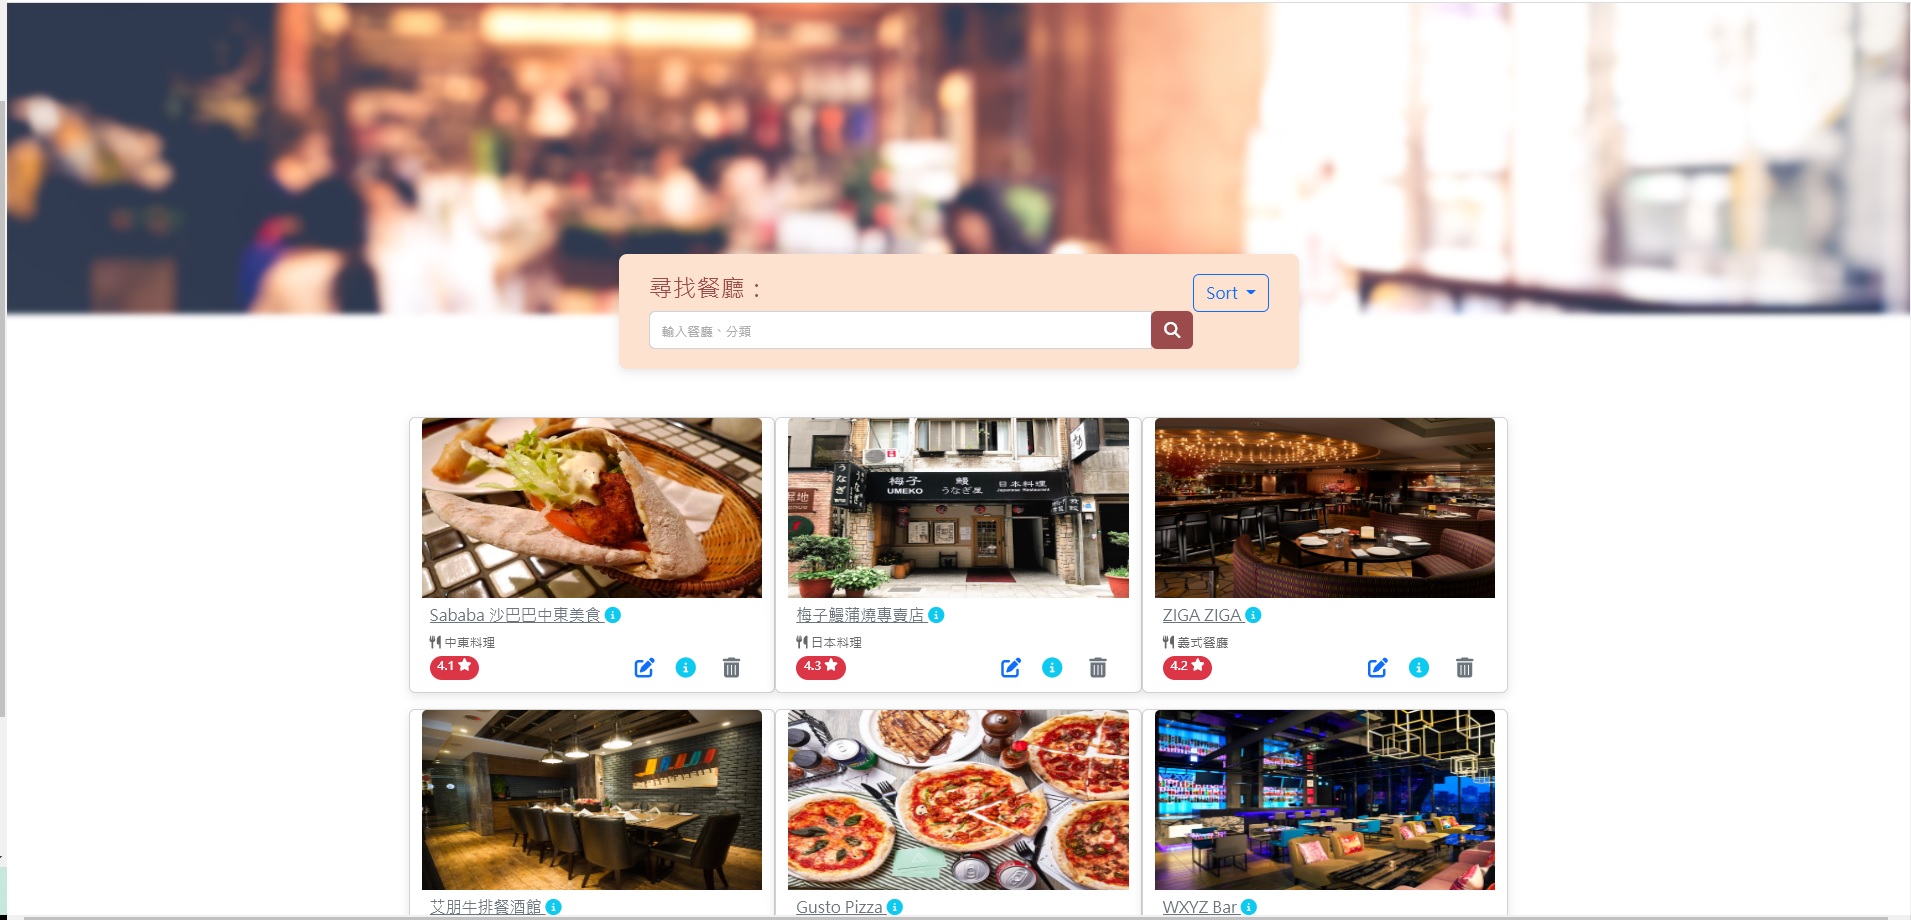 尋找餐廳：
Sort
輸入餐廳、分類
梅子
鰻
日本料理
UMEKO
うなぎ屋
Japanese Restaurant
Sababa 沙巴巴中東美食
中東料理
4.1
梅子鰻蒲燒專賣店
日本料理
4.3
ZIGA ZIGA
義式餐廳
4.2
艾朋牛排餐酒館
Gusto Pizza
WXYZ Bar